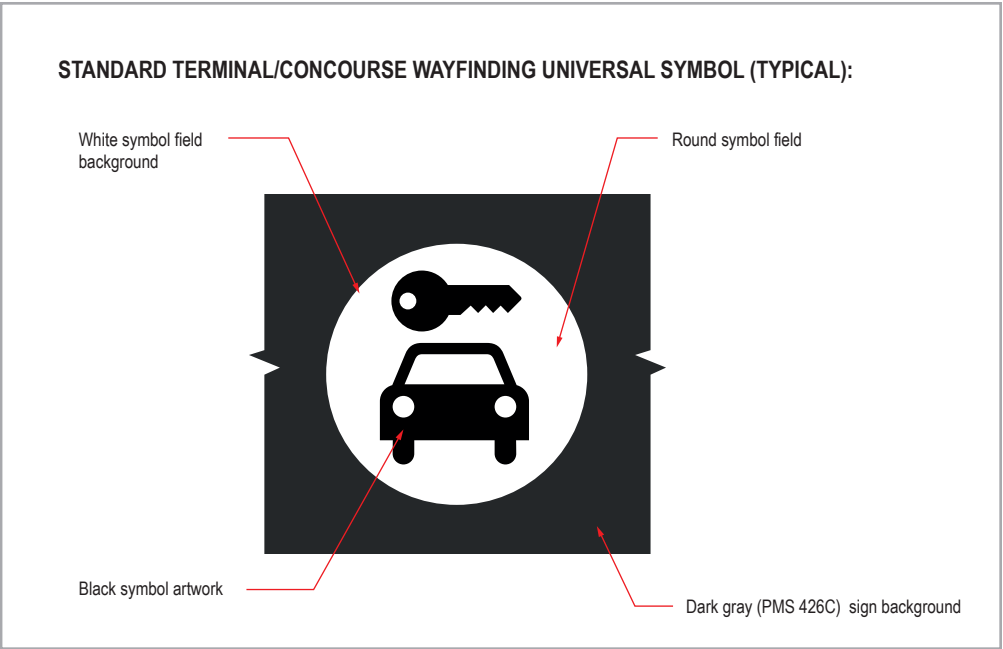 STANDARD TERMINAL/CONCOURSE WAYFINDING UNIVERSAL SYMBOL (TYPICAL):
White symbol field
background
Round symbol field
Black symbol artwork
Dark gray (PMS 426C) sign background